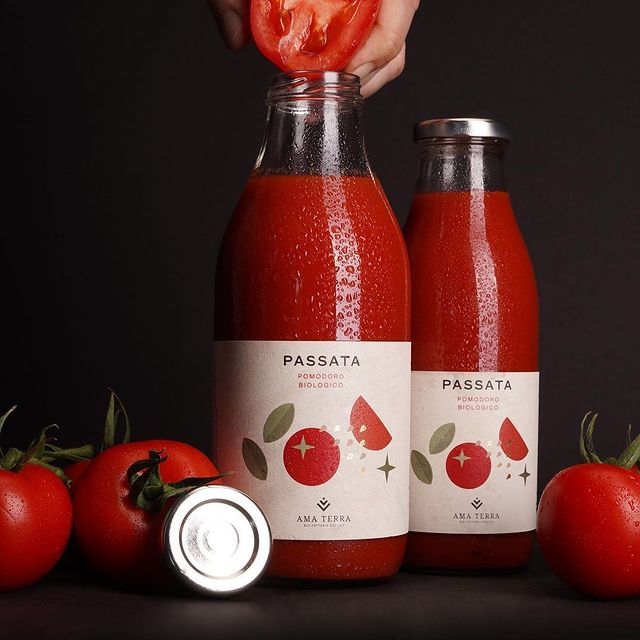 PASSATA
POMODORO
BIOLOGICO
AMA TERRA
PASSATA
POMODORO
BIOLOGICO
AMA TERRA